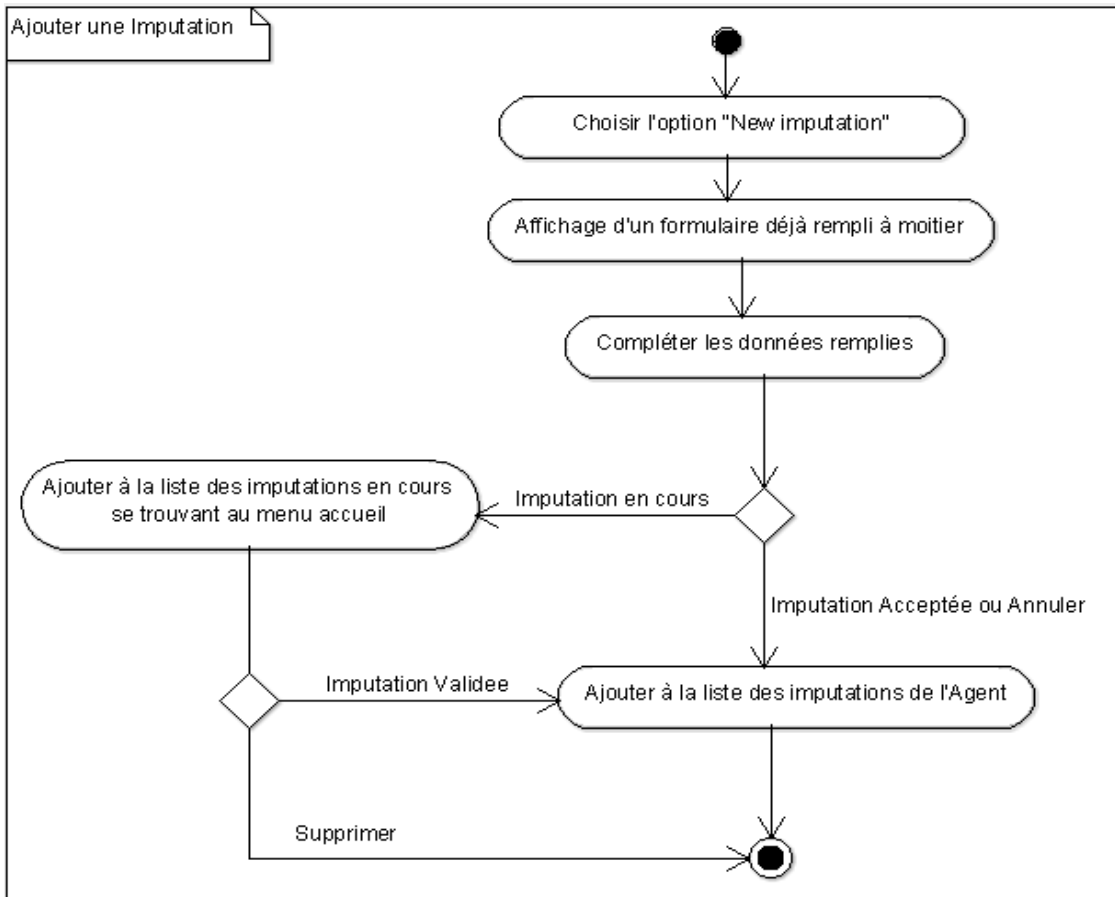 Ajouter une Imputation
Choisir l'option "New imputation"
Affichage d'un formulaire déjà rempli à moitier
Compléter les données remplies
Ajouter à la liste des imputations en cours
se trouvant au menu accueil
Imputation en cours
Imputation Acceptée ou Annuler
Imputation Validee
Ajouter à la liste des imputations de l'Agent
Supprimer